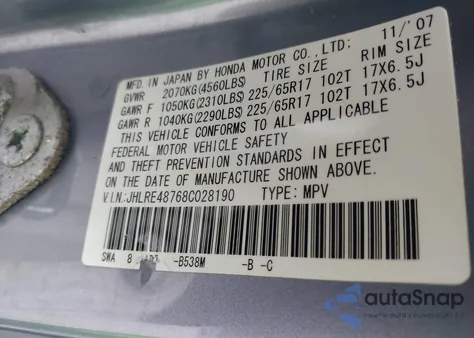 MFD. IN JAPAN BY HONDA MOTOR CO., LTD. 11/'07
GVWR 2070KG(4560LBS) TIRE SIZE RIM SIZE
GAWR F 1050KG(2310LBS) 225/65R17 102T 17X6.5J
GAWR R 1040KG(2290LBS) 225/65R17 102T 17X6.5J
THIS VEHICLE CONFORMS TO ALL APPLICABLE
FEDERAL MOTOR VEHICLE SAFETY
AND THEFT PREVENTION STANDARDS IN EFFECT
ON THE DATE OF MANUFACTURE SHOWN ABOVE.
V.I.N.: JHLRE48768C028190 TYPE: MPV
SWA 8 -B538M -B -C
autoSnap